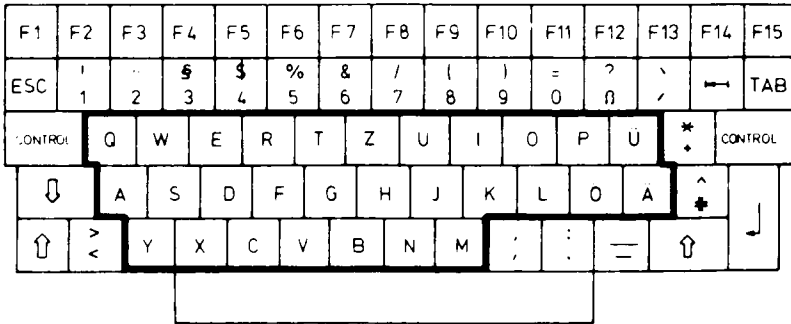 F1 F2 F3 F4 F5 F6 F7 F8 F9 F10 F11 F12 F13 F14 F15
ESC ! 1 " 2 § 3 $ 4 % 5 & 6 / 7 ( 8 ) 9 = 0 ? ß ` ´ TAB
CONTROL Q W E R T Z U I O P Ü * + CONTROL
A S D F G H J K L O A ^ #
> < Y X C V B N M ; , : . _ —